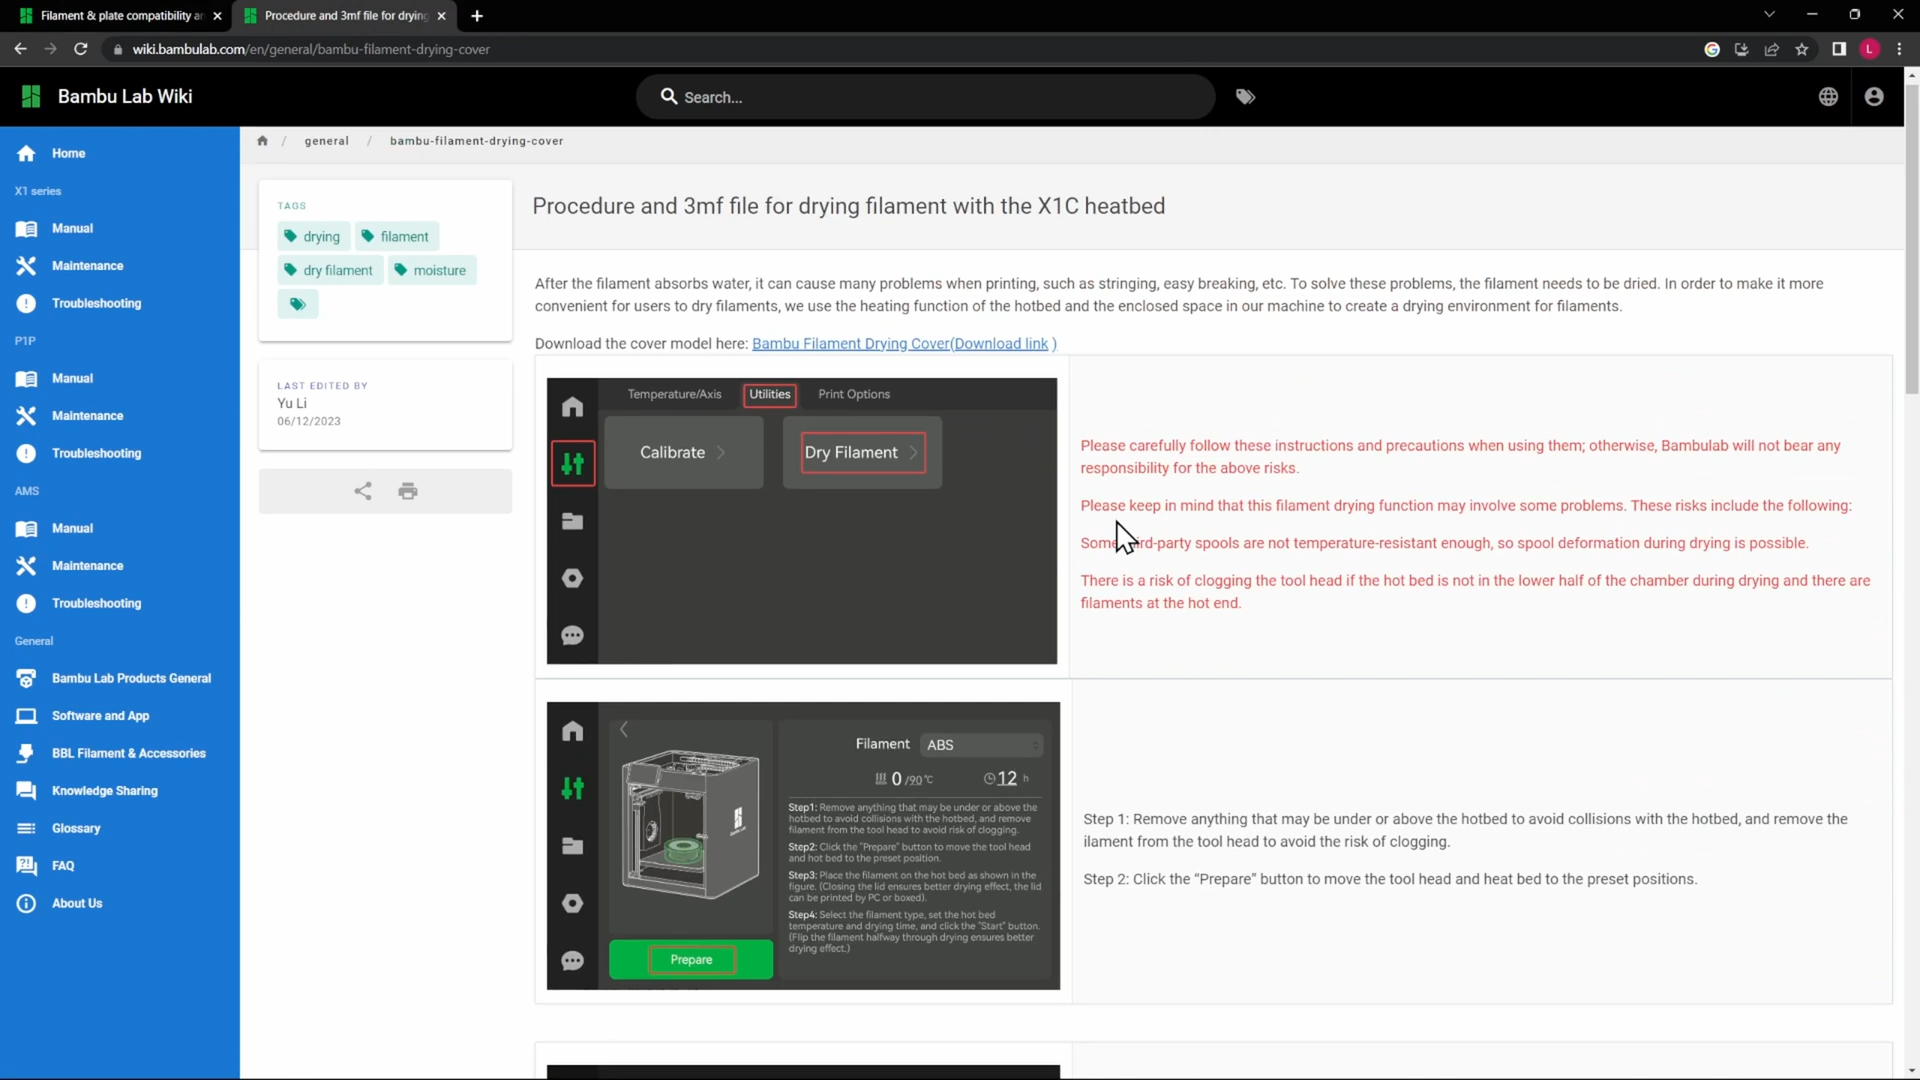 Filament & plate compatibility an
Procedure and 3mf file for drying
wiki.bambulab.com/en/general/bambu-filament-drying-cover
L
Bambu Lab Wiki
Search...
Home
X1 series
Manual
Maintenance
Troubleshooting
P1P
Manual
Maintenance
Troubleshooting
AMS
Manual
Maintenance
Troubleshooting
General
Bambu Lab Products General
Software and App
BBL Filament & Accessories
Knowledge Sharing
Glossary
FAQ
About Us
/ general / bambu-filament-drying-cover
TAGS
drying
filament
dry filament
moisture
LAST EDITED BY
Yu Li
06/12/2023
Procedure and 3mf file for drying filament with the X1C heatbed
After the filament absorbs water, it can cause many problems when printing, such as stringing, easy breaking, etc. To solve these problems, the filament needs to be dried. In order to make it more
convenient for users to dry filaments, we use the heating function of the hotbed and the enclosed space in our machine to create a drying environment for filaments.
Download the cover model here: Bambu Filament Drying Cover(Download link )
Temperature/Axis
Utilities
Print Options
Calibrate
Dry Filament
Please carefully follow these instructions and precautions when using them; otherwise, Bambulab will not bear any
responsibility for the above risks.
Please keep in mind that this filament drying function may involve some problems. These risks include the following:
Some rd-party spools are not temperature-resistant enough, so spool deformation during drying is possible.
There is a risk of clogging the tool head if the hot bed is not in the lower half of the chamber during drying and there are
filaments at the hot end.
Filament ABS
0 /90 °C
12 h
Step1: Remove anything that may be under or above the
hotbed to avoid collisions with the hotbed, and remove
filament from the tool head to avoid risk of clogging.
Step2: Click the "Prepare" button to move the tool head
and hot bed to the preset position.
Step3: Place the filament on the hot bed as shown in the
figure. (Closing the lid ensures better drying effect, the lid
can be printed by PC or boxed).
Step4: Select the filament type, set the hot bed
temperature and drying time, and click the "Start" button.
(Flip the filament halfway through drying ensures better
drying effect.)
Prepare
Step 1: Remove anything that may be under or above the hotbed to avoid collisions with the hotbed, and remove the
ilament from the tool head to avoid the risk of clogging.
Step 2: Click the “Prepare” button to move the tool head and heat bed to the preset positions.